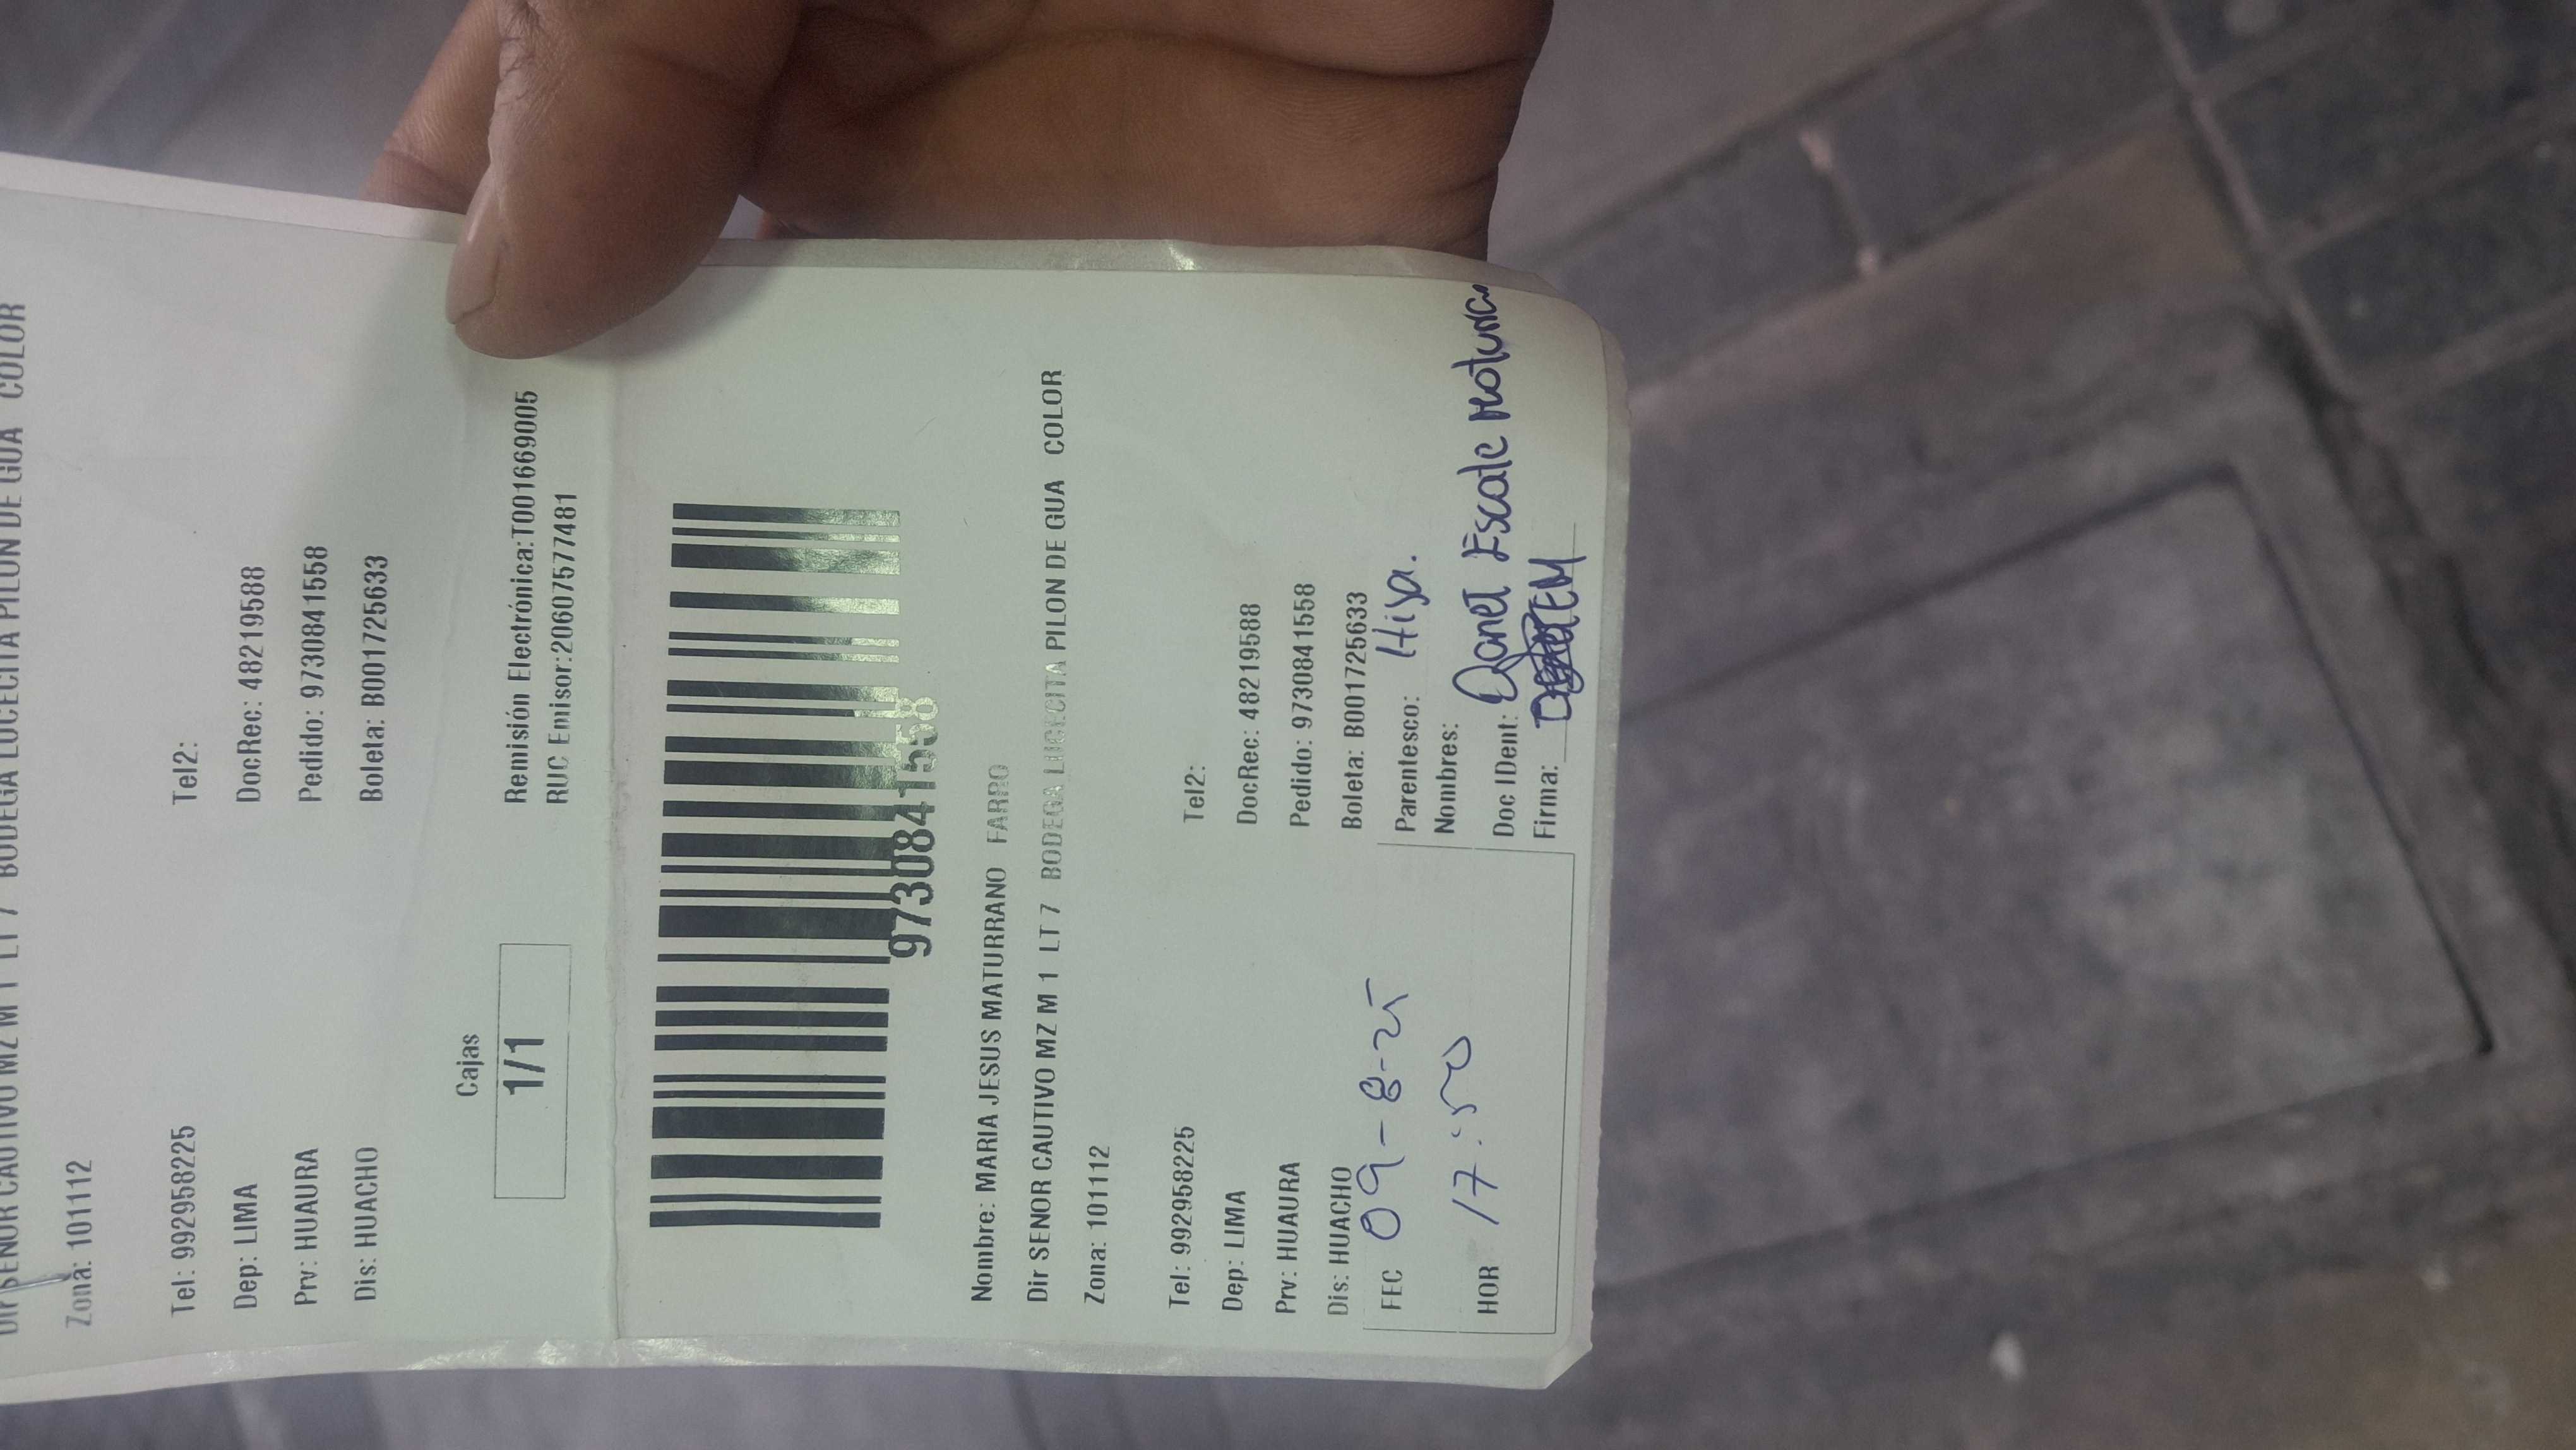 Dir SENOR CAUTIVO MZ M 1 LT 7 BODEGA LUCECITA PILON DE GUA COLOR
Zona: 101112
Tel: 992958225 Tel2:
Dep: LIMA DocRec: 48219588
Prv: HUAURA Pedido: 9730841558
Dis: HUACHO Boleta: B001725633
Cajas
1/1
Remisión Electrónica:T001669005
RUC Emisor:20607577481
9730841558
Nombre: MARIA JESUS MATURRANO FARRO
Dir SENOR CAUTIVO MZ M 1 LT 7 BODEGA LUCECITA PILON DE GUA COLOR
Zona: 101112
Tel: 992958225 Tel2:
Dep: LIMA DocRec: 48219588
Prv: HUAURA Pedido: 9730841558
Dis: HUACHO Boleta: B001725633
FEC 09-8-25 Parentesco: Hija.
Nombres: Escate
HOR 17:50 Doc IDent:
Firma: EM